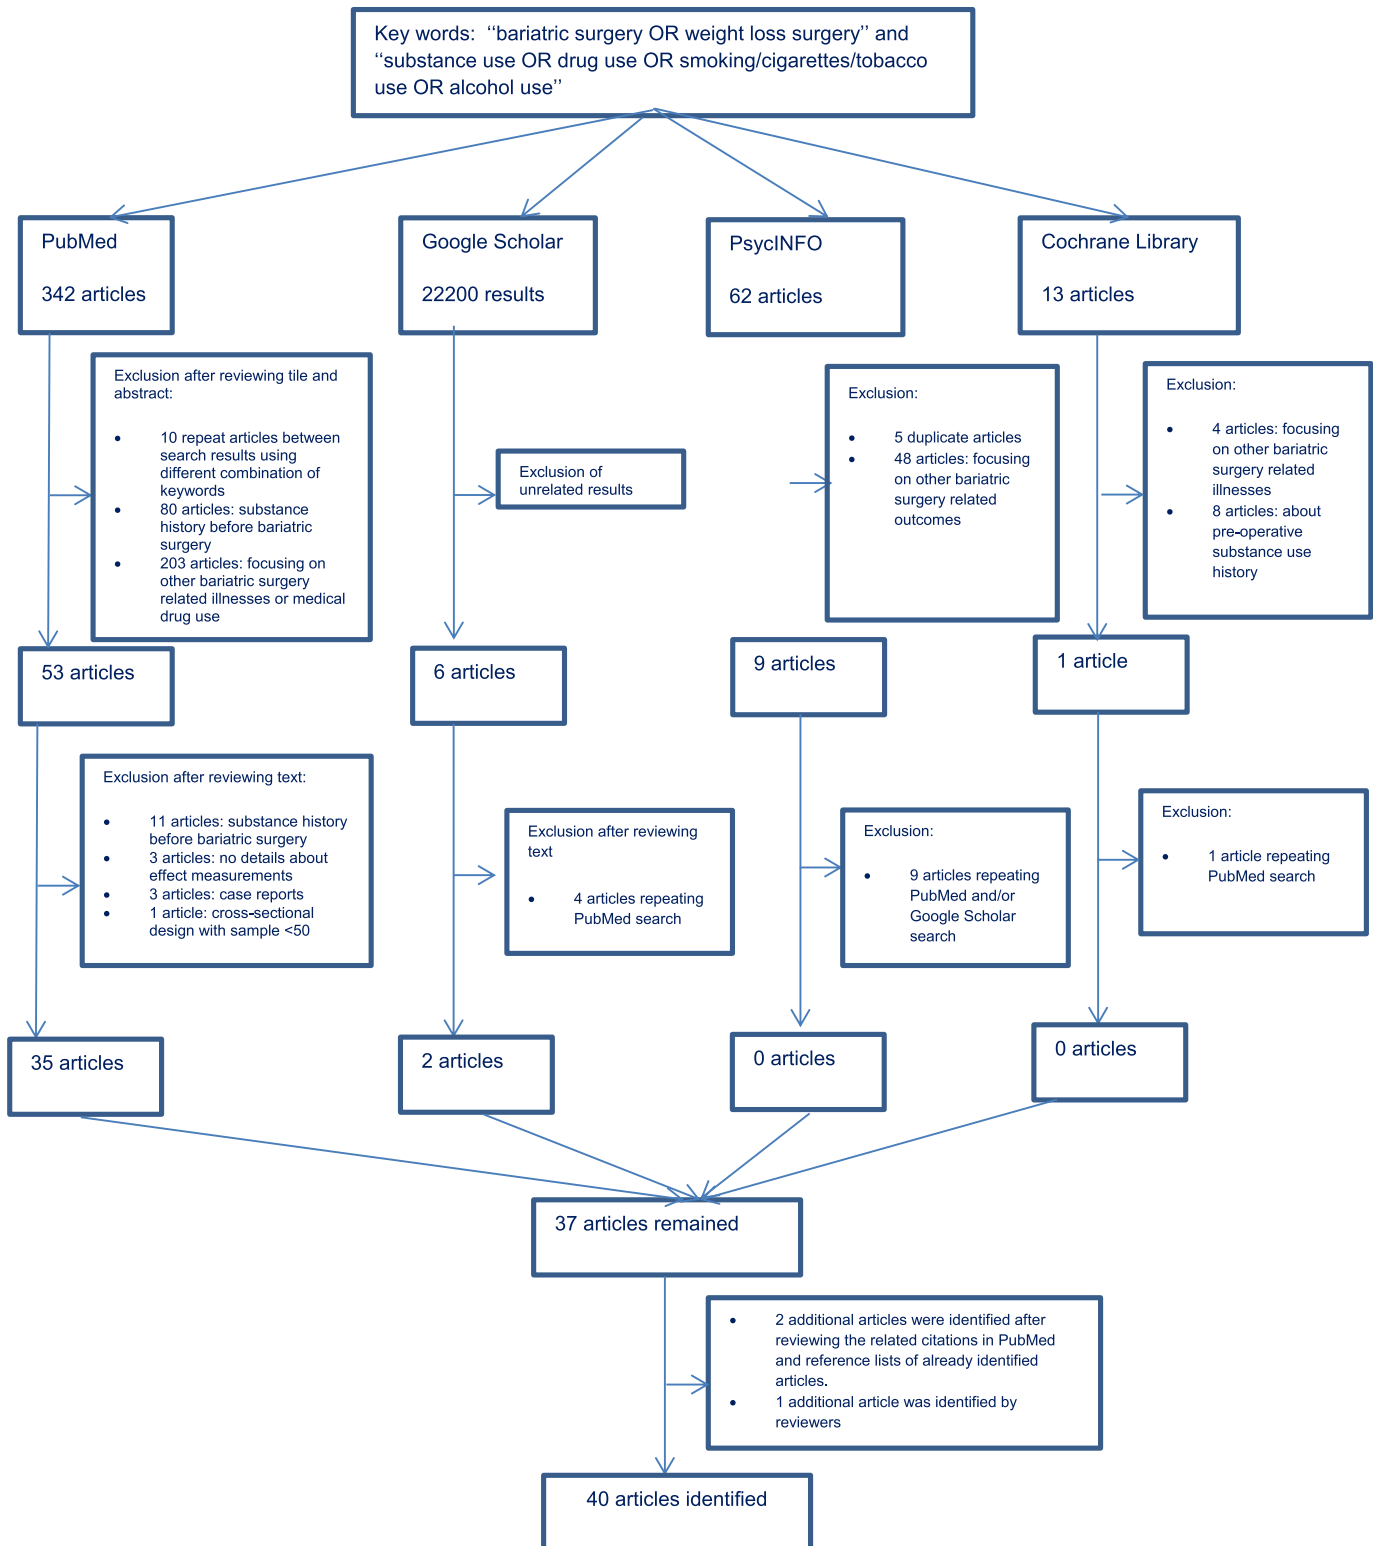 Key words: ‘‘bariatric surgery OR weight loss surgery’’ and
‘‘substance use OR drug use OR smoking/cigarettes/tobacco
use OR alcohol use’’
PubMed
342 articles
Google Scholar
22200 results
PsycINFO
62 articles
Cochrane Library
13 articles
Exclusion after reviewing tile and
abstract:
• 10 repeat articles between
search results using
different combination of
keywords
• 80 articles: substance
history before bariatric
surgery
• 203 articles: focusing on
other bariatric surgery
related illnesses or medical
drug use
Exclusion of
unrelated results
Exclusion:
• 5 duplicate articles
• 48 articles: focusing
on other bariatric
surgery related
outcomes
Exclusion:
• 4 articles: focusing
on other bariatric
surgery related
illnesses
• 8 articles: about
pre-operative
substance use
history
53 articles
6 articles
9 articles
1 article
Exclusion after reviewing text:
• 11 articles: substance history
before bariatric surgery
• 3 articles: no details about
effect measurements
• 3 articles: case reports
• 1 article: cross-sectional
design with sample <50
Exclusion after reviewing
text
• 4 articles repeating
PubMed search
Exclusion:
• 9 articles repeating
PubMed and/or
Google Scholar
search
Exclusion:
• 1 article repeating
PubMed search
35 articles
2 articles
0 articles
0 articles
37 articles remained
• 2 additional articles were identified after
reviewing the related citations in PubMed
and reference lists of already identified
articles.
• 1 additional article was identified by
reviewers
40 articles identified